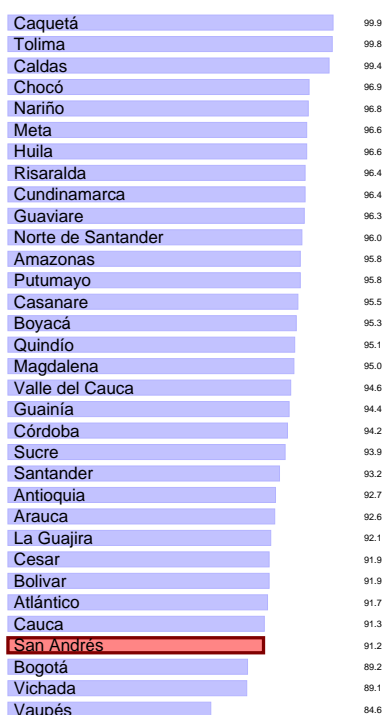 Caquetá 99.9
Tolima 99.8
Caldas 99.4
Chocó 96.9
Nariño 96.8
Meta 96.6
Huila 96.6
Risaralda 96.4
Cundinamarca 96.4
Guaviare 96.3
Norte de Santander 96.0
Amazonas 95.8
Putumayo 95.8
Casanare 95.5
Boyacá 95.3
Quindío 95.1
Magdalena 95.0
Valle del Cauca 94.6
Guainía 94.4
Córdoba 94.2
Sucre 93.9
Santander 93.2
Antioquia 92.7
Arauca 92.6
La Guajira 92.1
Cesar 91.9
Bolivar 91.9
Atlántico 91.7
Cauca 91.3
San Andrés 91.2
Bogotá 89.2
Vichada 89.1
Vaupés 84.6